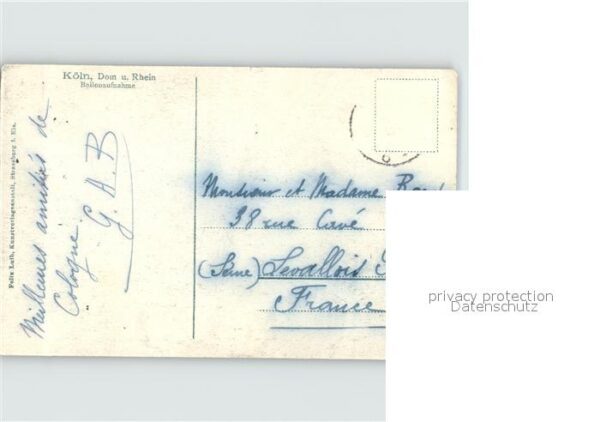 Köln, Dom u. Rhein
Ballonaufnahme
Felix Luib, Kunstverlagsanstalt, Strassburg i. Els.
Meilleures amitiés de
Cologne.
G. A. B
Monsieur et Madame
38 rue Cavé
(Seine) Levallois
France
privacy protection
Datenschutz